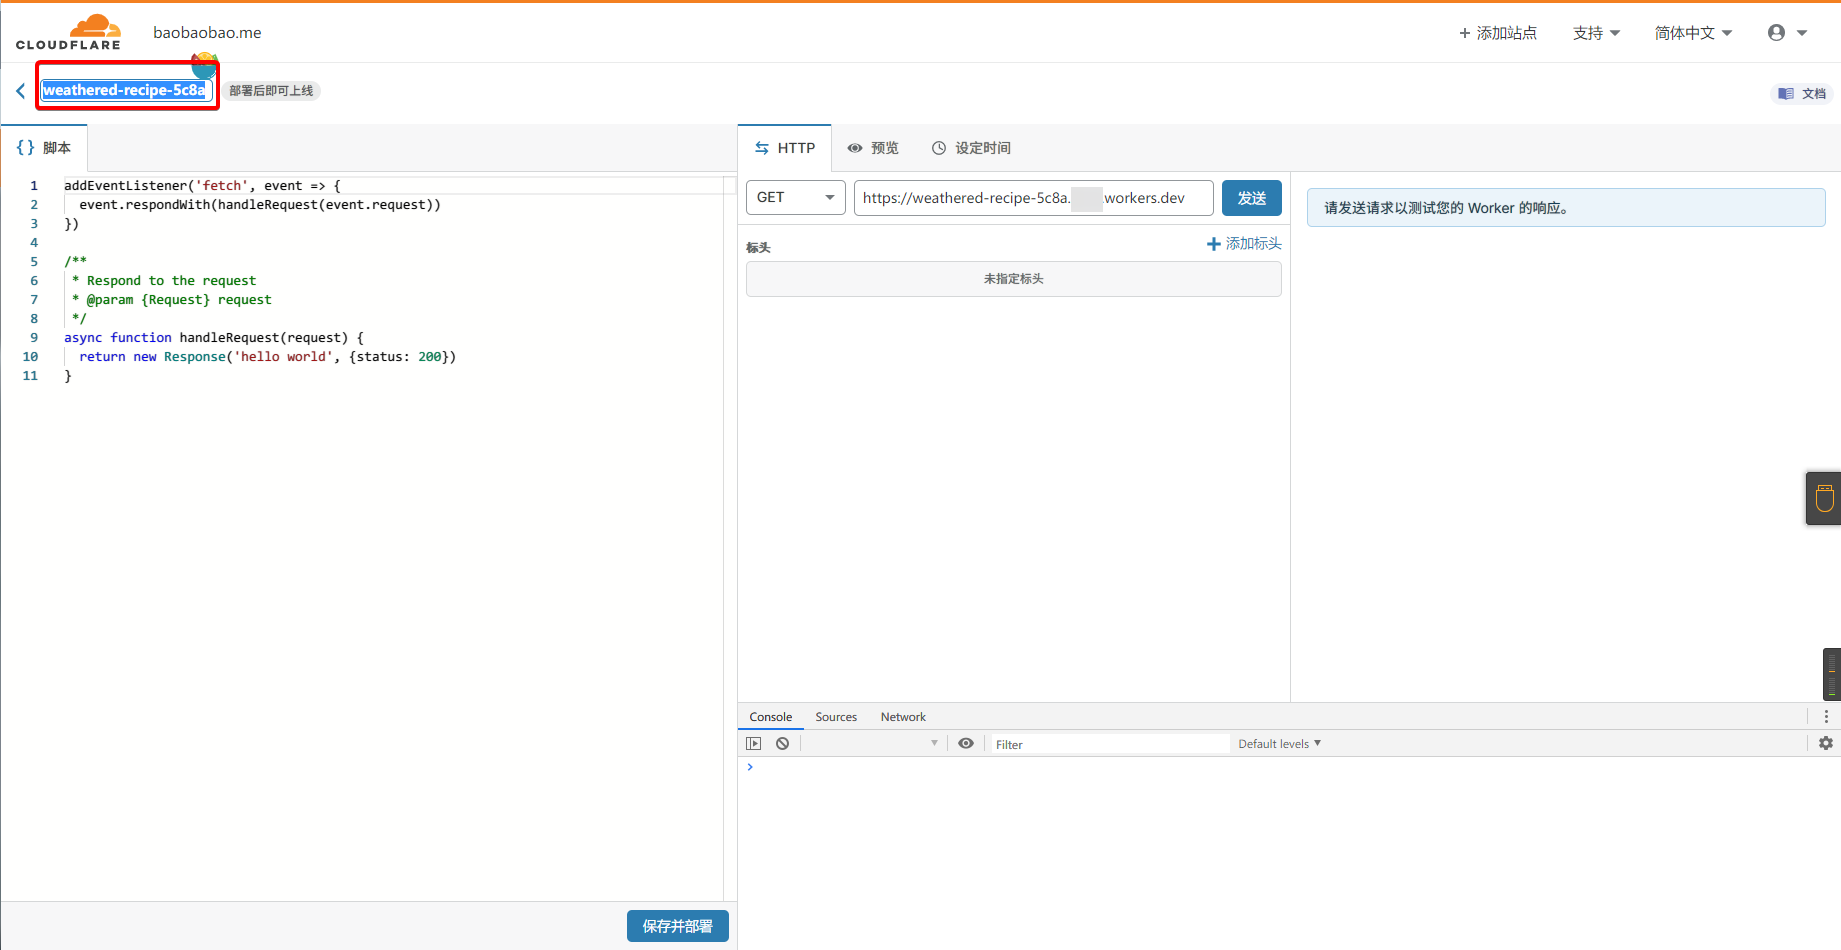 CLOUDFLARE
baobaobao.me
添加站点
支持
简体中文
weathered-recipe-5c8a
部署后即可上线
文档
{} 脚本
HTTP
预览
设定时间
1 addEventListener('fetch', event => {
2 event.respondWith(handleRequest(event.request))
3 })
4
5 /**
6 * Respond to the request
7 * @param {Request} request
8 */
9 async function handleRequest(request) {
10 return new Response('hello world', {status: 200})
11 }
GET
https://weathered-recipe-5c8a. .workers.dev
发送
请发送请求以测试您的 Worker 的响应。
标头
添加标头
未指定标头
Console
Sources
Network
Filter
Default levels
保存并部署